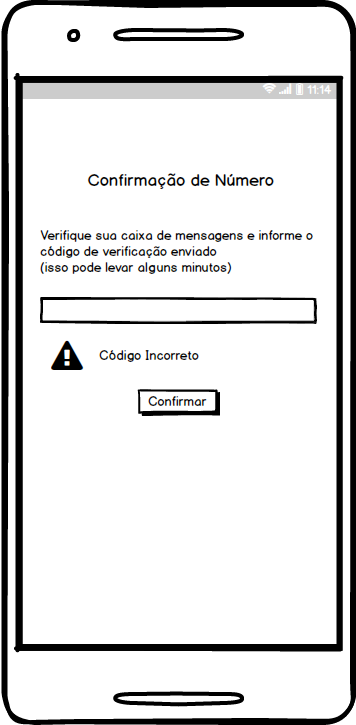 11:14
Confirmação de Número
Verifique sua caixa de mensagens e informe o
código de verificação enviado
(isso pode levar alguns minutos)
Código Incorreto
Confirmar